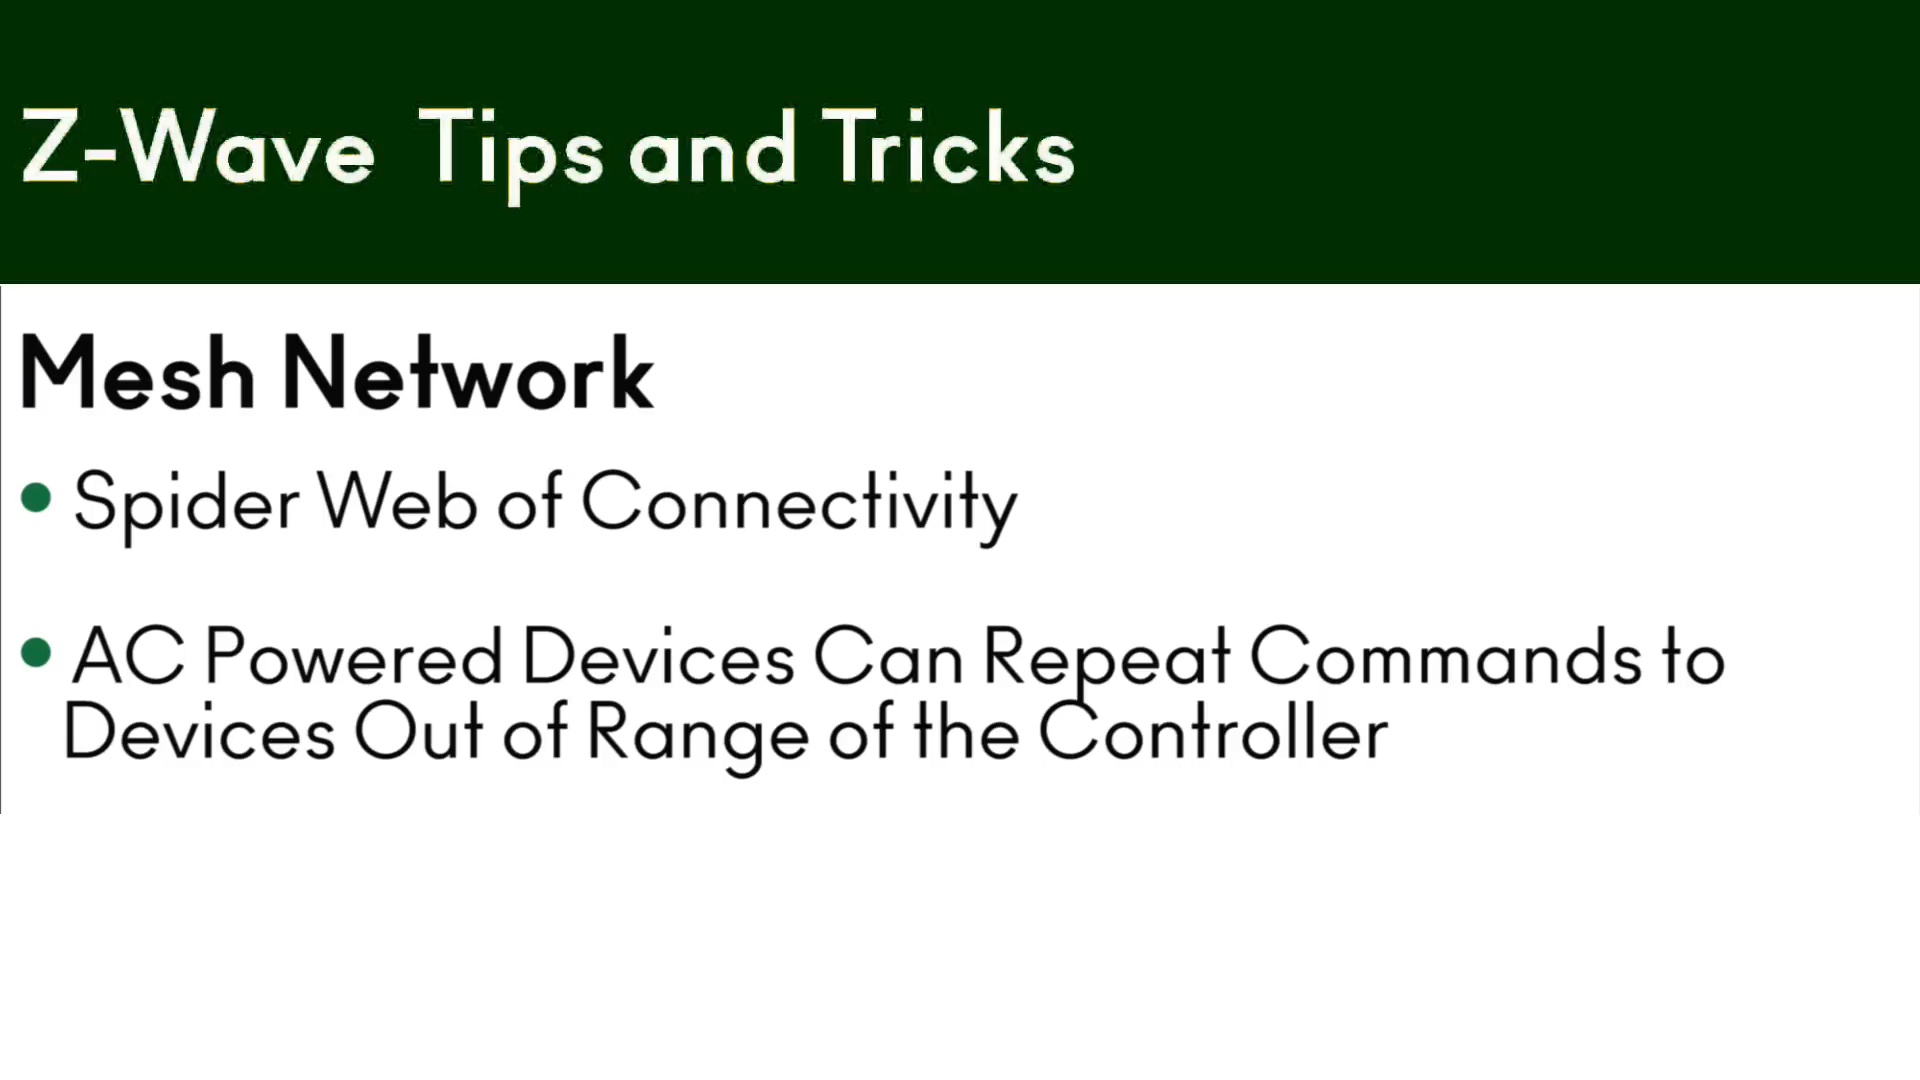 Z-Wave Tips and Tricks
Mesh Network
• Spider Web of Connectivity
• AC Powered Devices Can Repeat Commands to
Devices Out of Range of the Controller